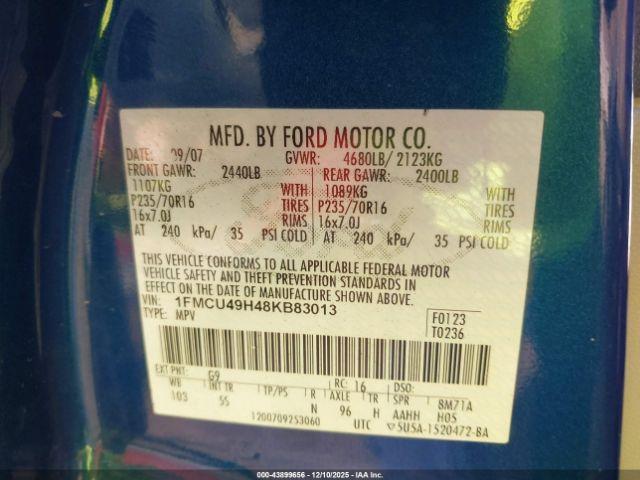 MFD. BY FORD MOTOR CO.
DATE: 09/07 GVWR: 4680LB/ 2123KG
FRONT GAWR: 2440LB REAR GAWR: 2400LB
1107KG WITH 1089KG WITH
P235/70R16 TIRES P235/70R16 TIRES
16x7.0J RIMS 16x7.0J RIMS
AT 240 kPa/ 35 PSI COLD AT 240 kPa/ 35 PSI COLD
THIS VEHICLE CONFORMS TO ALL APPLICABLE FEDERAL MOTOR
VEHICLE SAFETY AND THEFT PREVENTION STANDARDS IN
EFFECT ON THE DATE OF MANUFACTURE SHOWN ABOVE.
VIN: 1FMCU49H48KB83013
TYPE: MPV
F0123
T0236
EXT PNT: G9 RC: 16 DSO:
WB INT TR TP/PS R AXLE TR SPR 8M71A
103 55 N 96 H AAHH H05
1200709253060 UTC 5U5A-1520472-BA
000-43899656 - 12/10/2025 - IAAI.COM